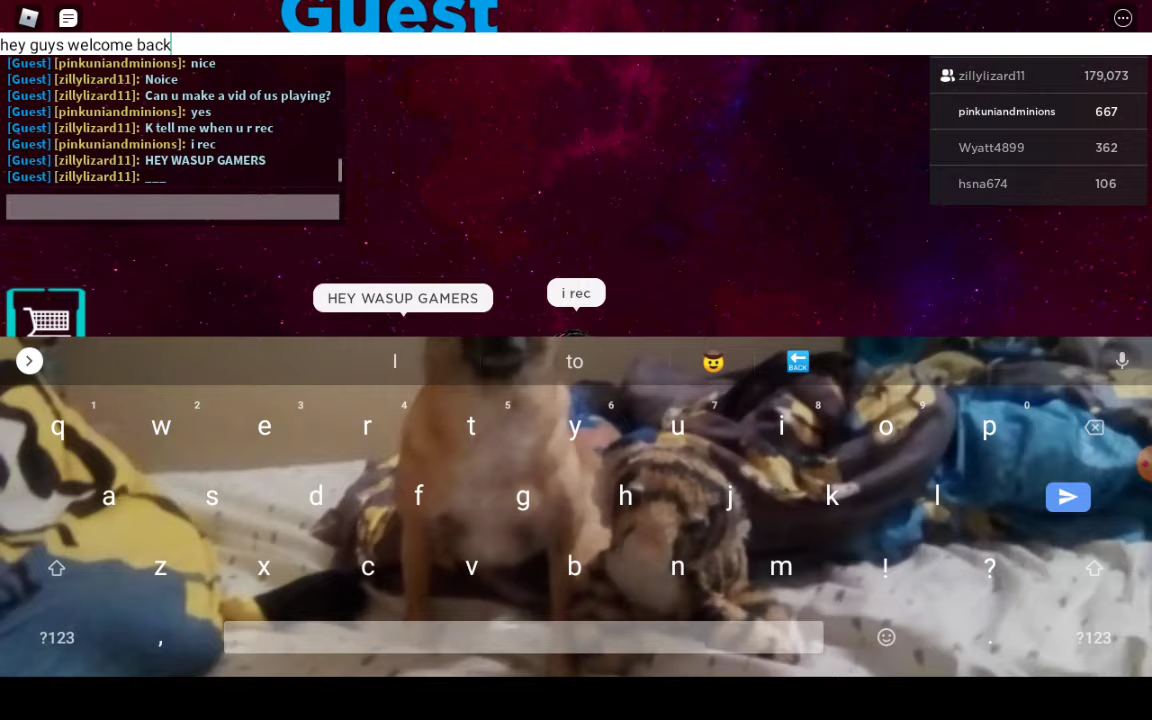 Guest
hey guys welcome back
[Guest] [pinkuniandminions]: nice
[Guest] [zillylizard11]: Noice
[Guest] [zillylizard11]: Can u make a vid of us playing?
[Guest] [pinkuniandminions]: yes
[Guest] [zillylizard11]: K tell me when u r rec
[Guest] [pinkuniandminions]: i rec
[Guest] [zillylizard11]: HEY WASUP GAMERS
[Guest] [zillylizard11]: ___
zillylizard11 179,073
pinkuniandminions 667
Wyatt4899 362
hsna674 106
HEY WASUP GAMERS
i rec
I to BACK
1 2 3 4 5 6 7 8 9 0
q w e r t y u i o p
a s d f g h j k l
z x c v b n m ! ?
?123 , . ?123